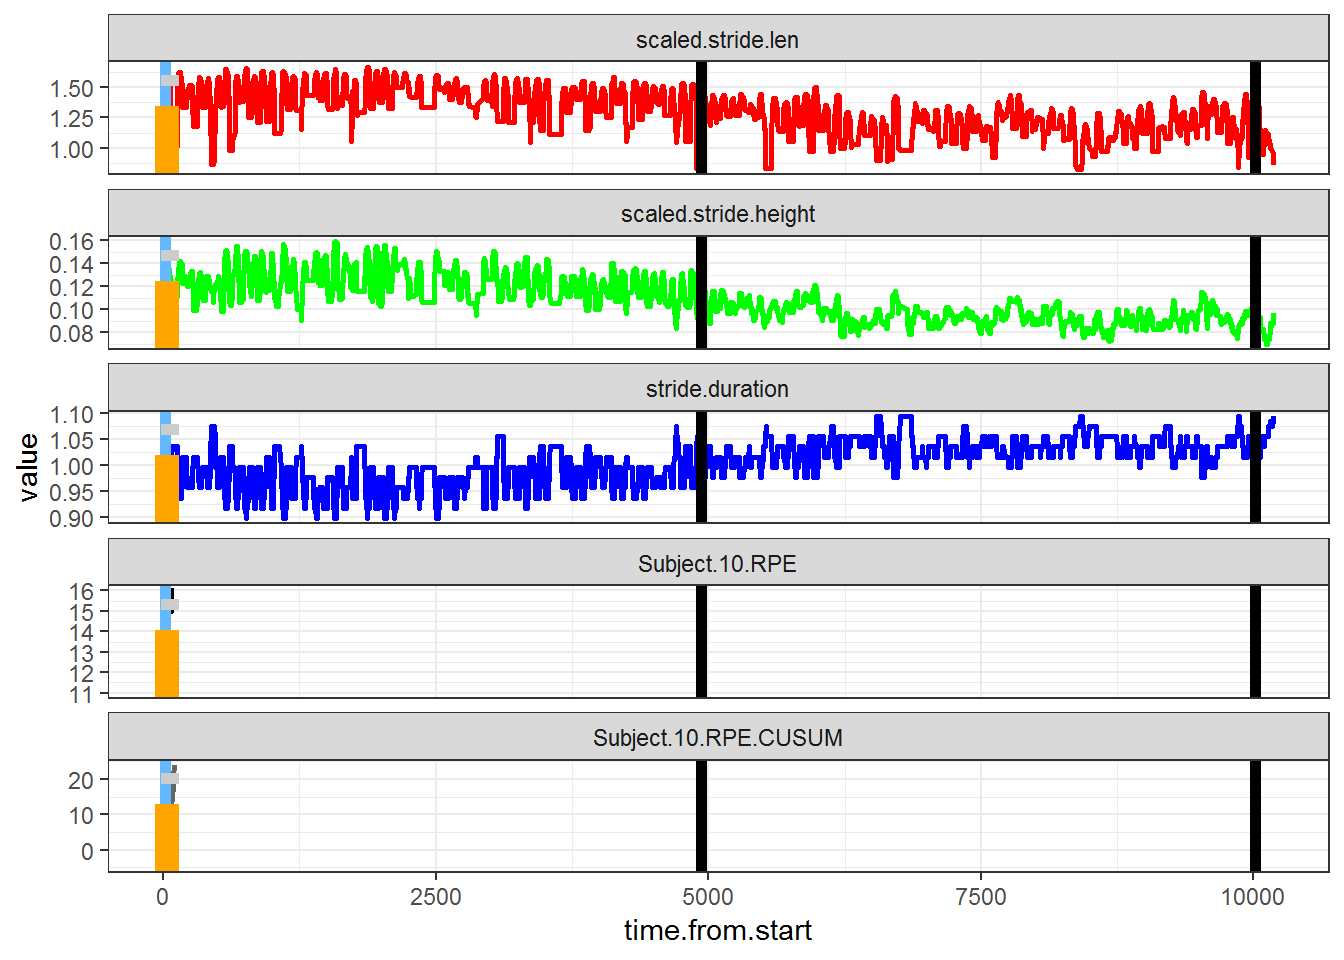 scaled.stride.len
1.50
1.25
1.00
scaled.stride.height
0.16
0.14
0.12
0.10
0.08
stride.duration
1.10
1.05
1.00
0.95
0.90
value
Subject.10.RPE
16
15
14
13
12
11
Subject.10.RPE.CUSUM
20
10
0
0 2500 5000 7500 10000
time.from.start